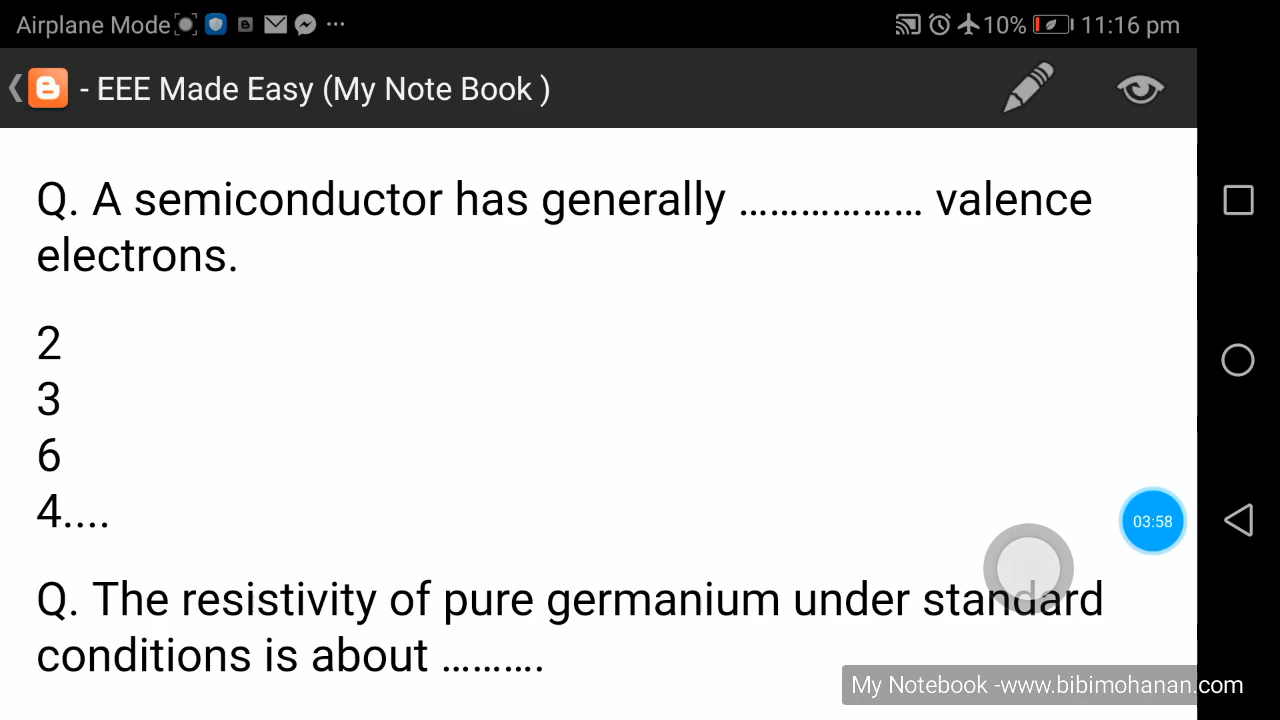 Airplane Mode ... 10% 11:16 pm
- EEE Made Easy (My Note Book )
Q. A semiconductor has generally ……………… valence
electrons.
2
3
6
4....
03:58
Q. The resistivity of pure germanium under standard
conditions is about ……….
My Notebook -www.bibimohanan.com